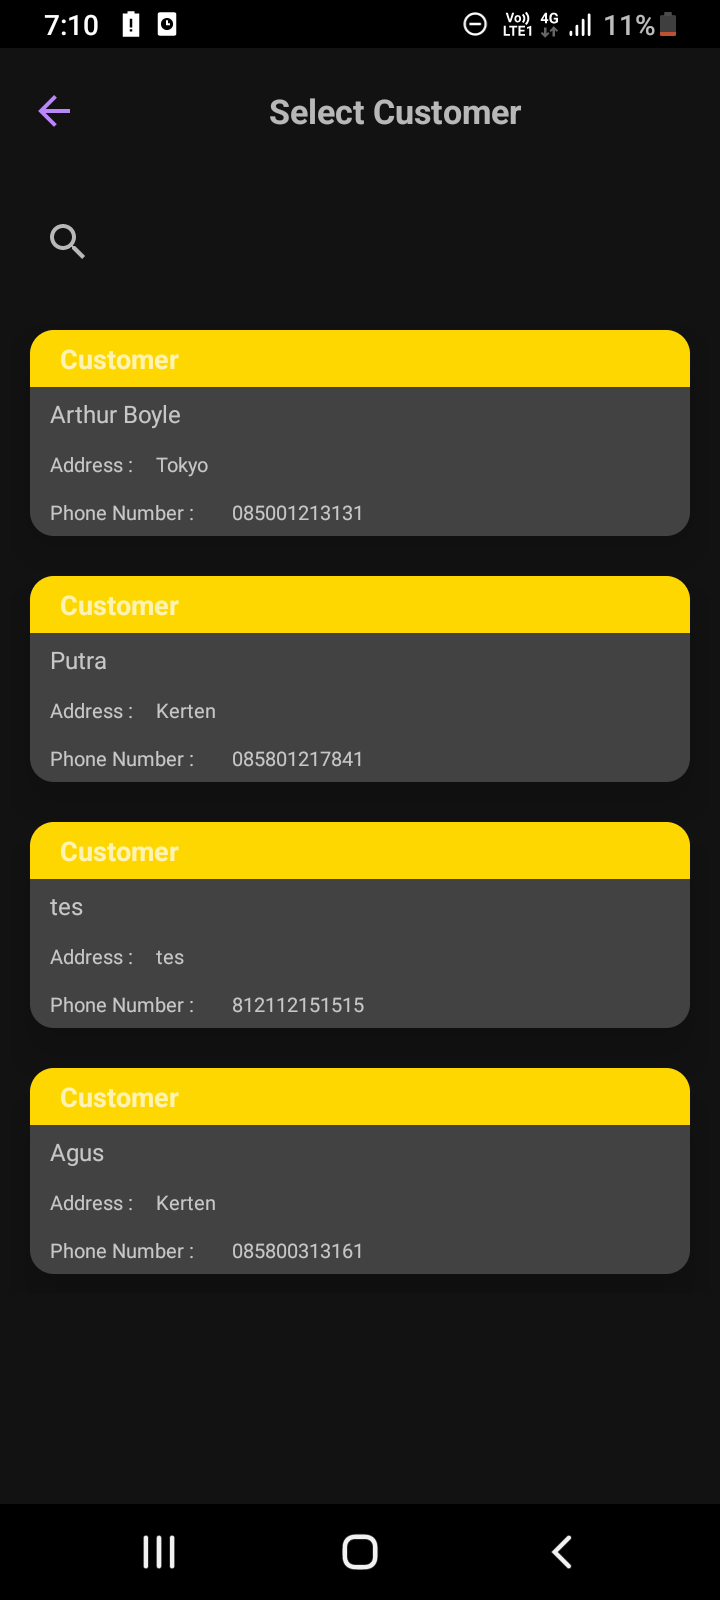 7:10 Vo)) LTE1 4G 11%
Select Customer
Customer
Arthur Boyle
Address : Tokyo
Phone Number : 085001213131
Customer
Putra
Address : Kerten
Phone Number : 085801217841
Customer
tes
Address : tes
Phone Number : 812112151515
Customer
Agus
Address : Kerten
Phone Number : 085800313161